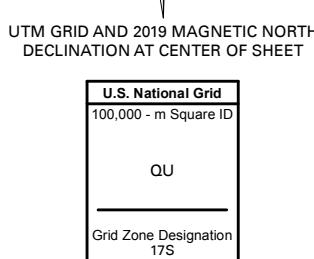 UTM GRID AND 2019 MAGNETIC NORTH
DECLINATION AT CENTER OF SHEET
U.S. National Grid
100,000 - m Square ID
QU
Grid Zone Designation
17S